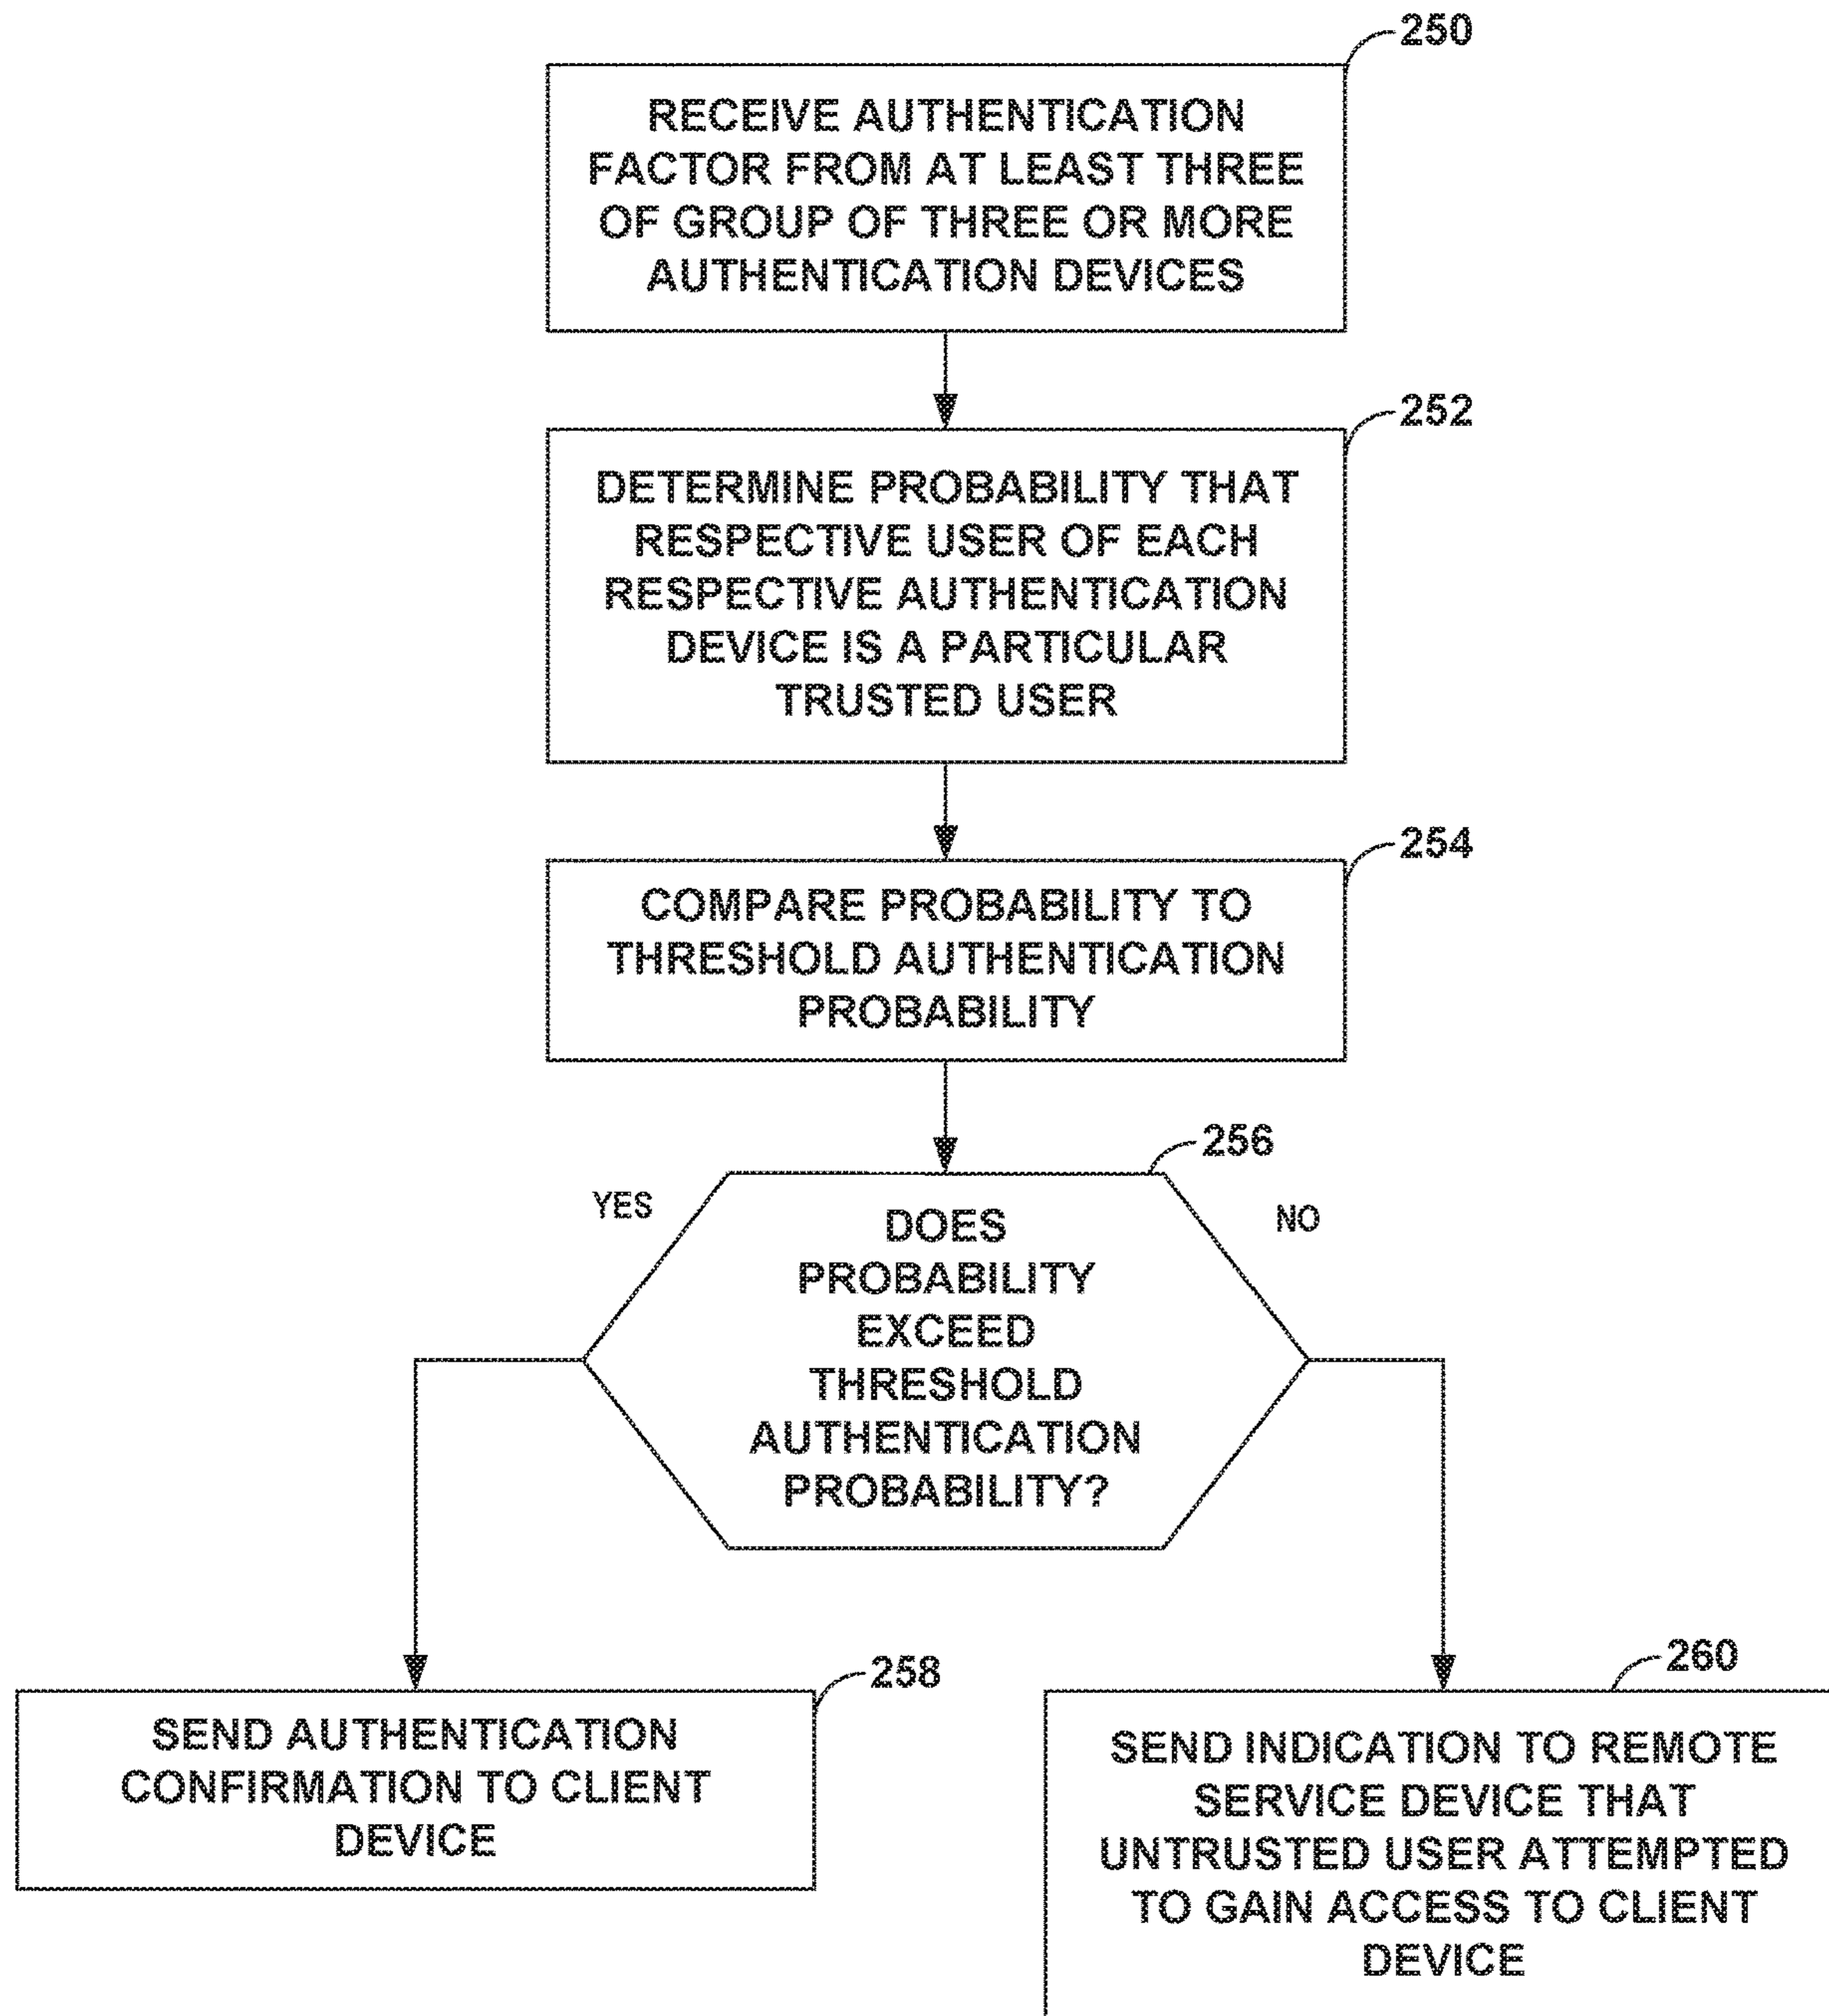 250
RECEIVE AUTHENTICATION
FACTOR FROM AT LEAST THREE
OF GROUP OF THREE OR MORE
AUTHENTICATION DEVICES
252
DETERMINE PROBABILITY THAT
RESPECTIVE USER OF EACH
RESPECTIVE AUTHENTICATION
DEVICE IS A PARTICULAR
TRUSTED USER
254
COMPARE PROBABILITY TO
THRESHOLD AUTHENTICATION
PROBABILITY
256
YES
NO
DOES
PROBABILITY
EXCEED
THRESHOLD
AUTHENTICATION
PROBABILITY?
258
SEND AUTHENTICATION
CONFIRMATION TO CLIENT
DEVICE
260
SEND INDICATION TO REMOTE
SERVICE DEVICE THAT
UNTRUSTED USER ATTEMPTED
TO GAIN ACCESS TO CLIENT
DEVICE